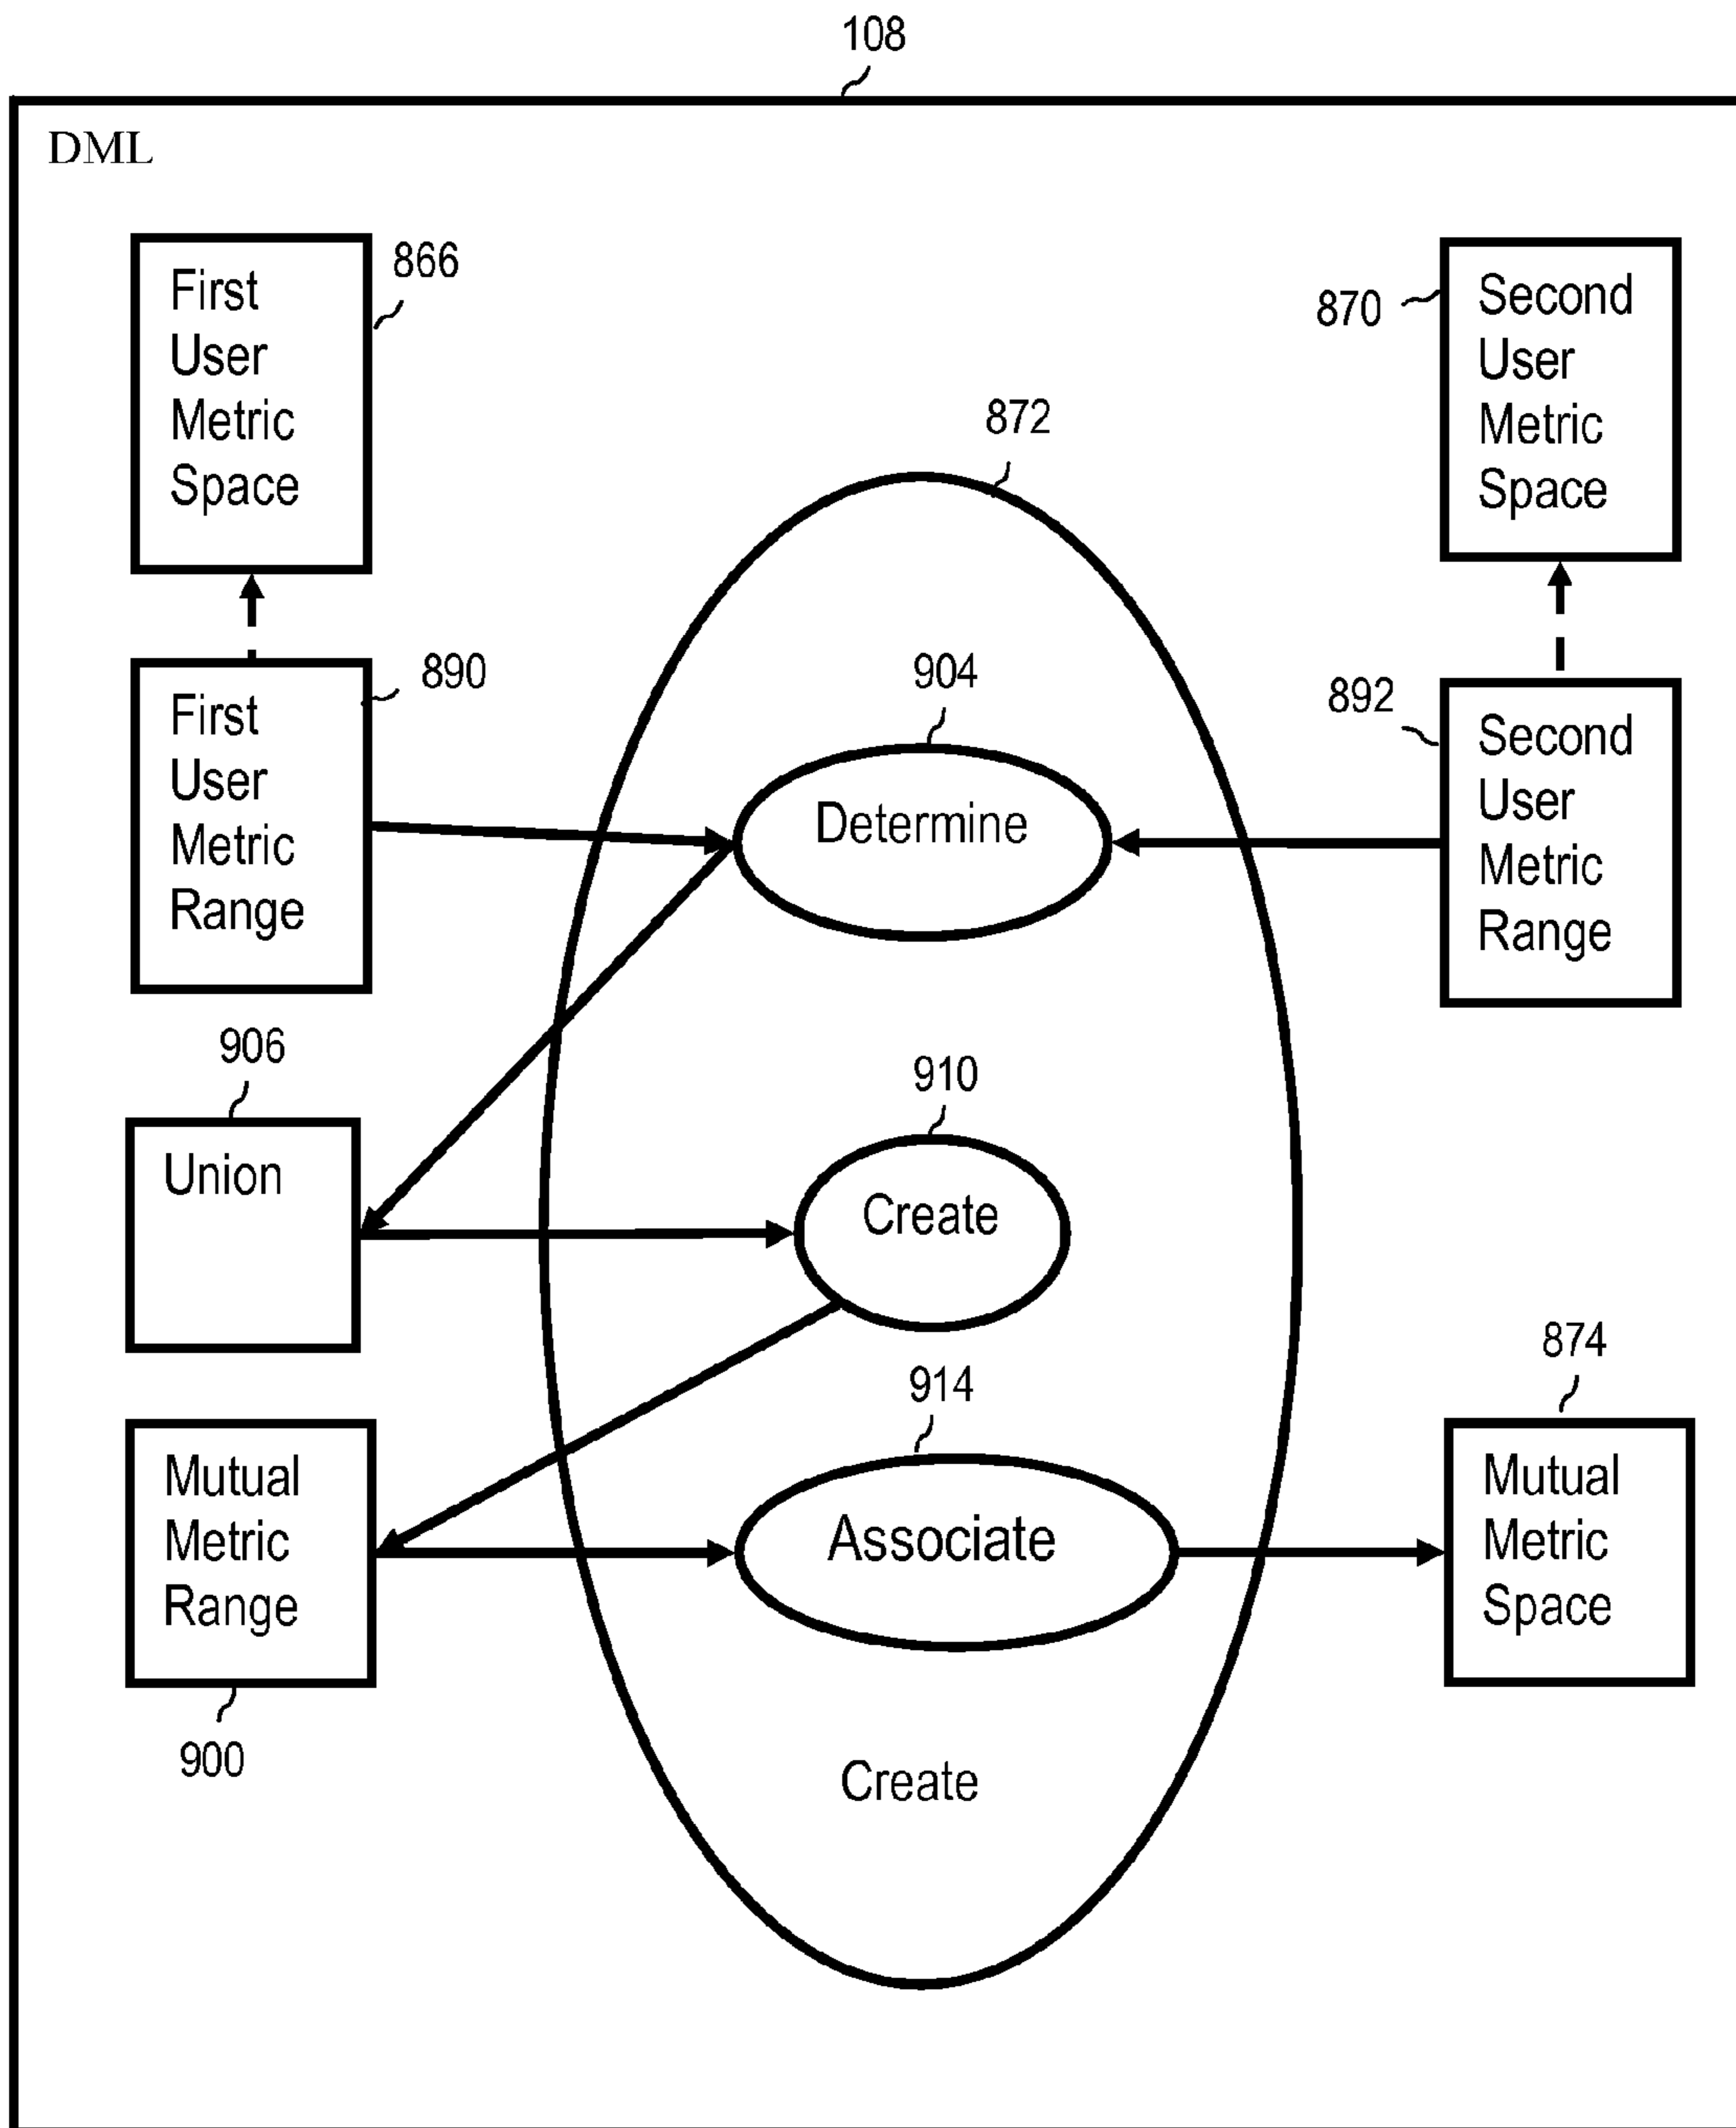 108
DML
First
User
Metric
Space
866
870
Second
User
Metric
Space
872
First
User
Metric
Range
890
904
Determine
892
Second
User
Metric
Range
906
Union
910
Create
874
Mutual
Metric
Range
900
914
Associate
Mutual
Metric
Space
Create